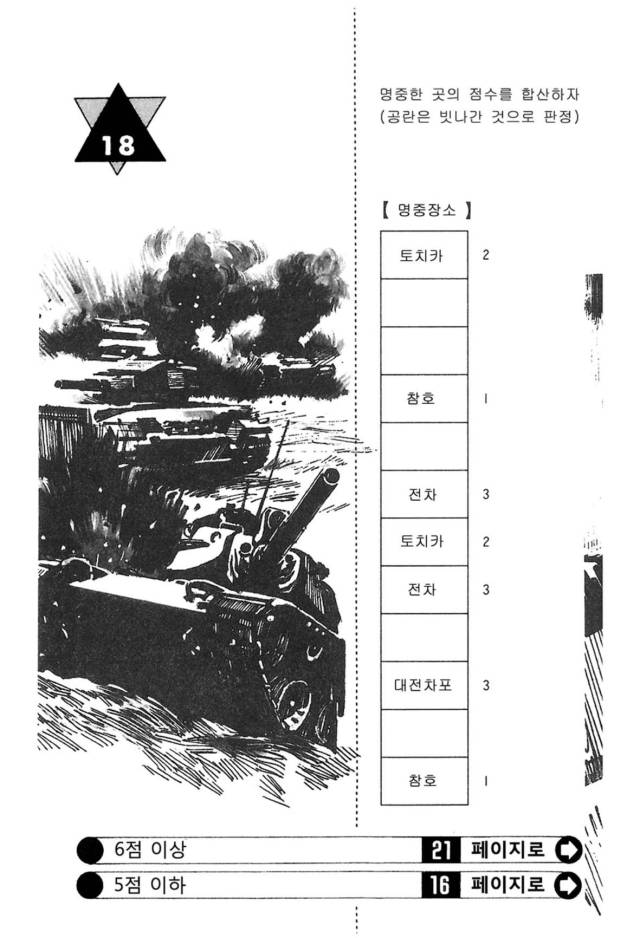 18
명중한 곳의 점수를 합산하자
(공란은 빗나간 것으로 판정)
【 명중장소 】
토치카 2
참호 1
전차 3
토치카 2
전차 3
대전차포 3
참호 1
6점 이상 21 페이지로
5점 이하 16 페이지로